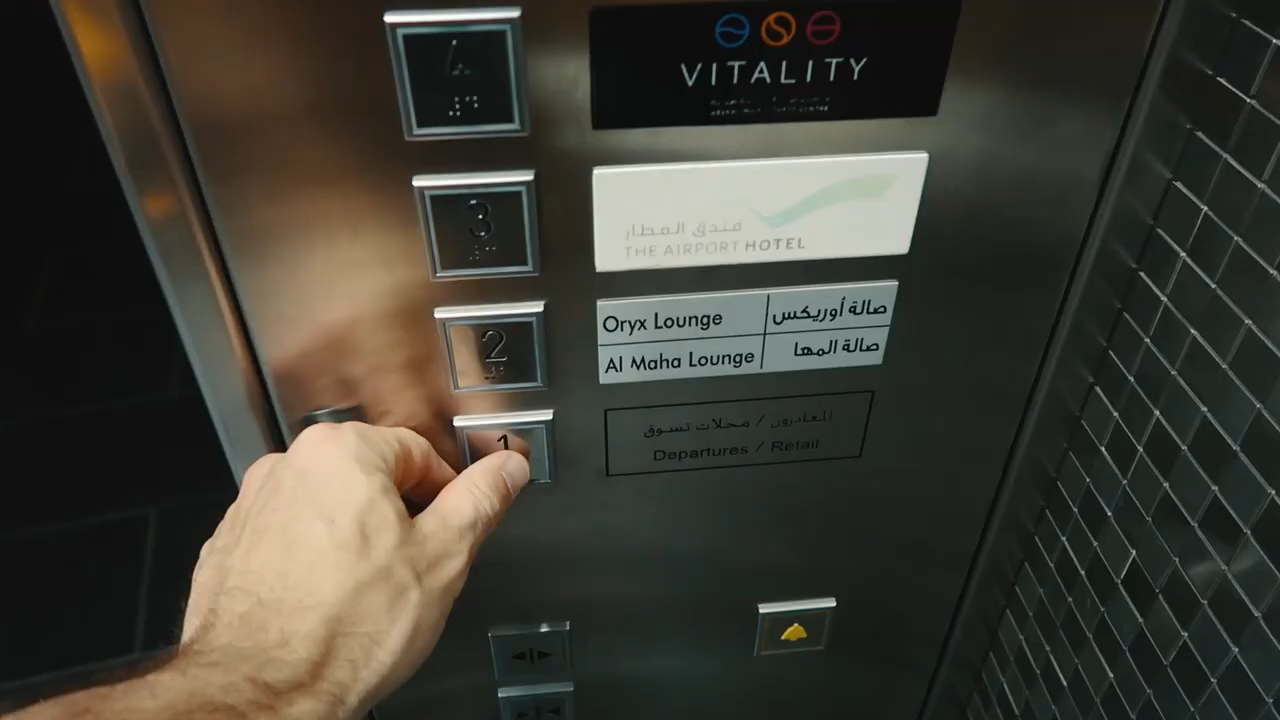 4
VITALITY
3
فندق المطار
THE AIRPORT HOTEL
2
Oryx Lounge صالة أوريكس
Al Maha Lounge صالة المها
1
المغادرون / محلات تسوق
Departures / Retail